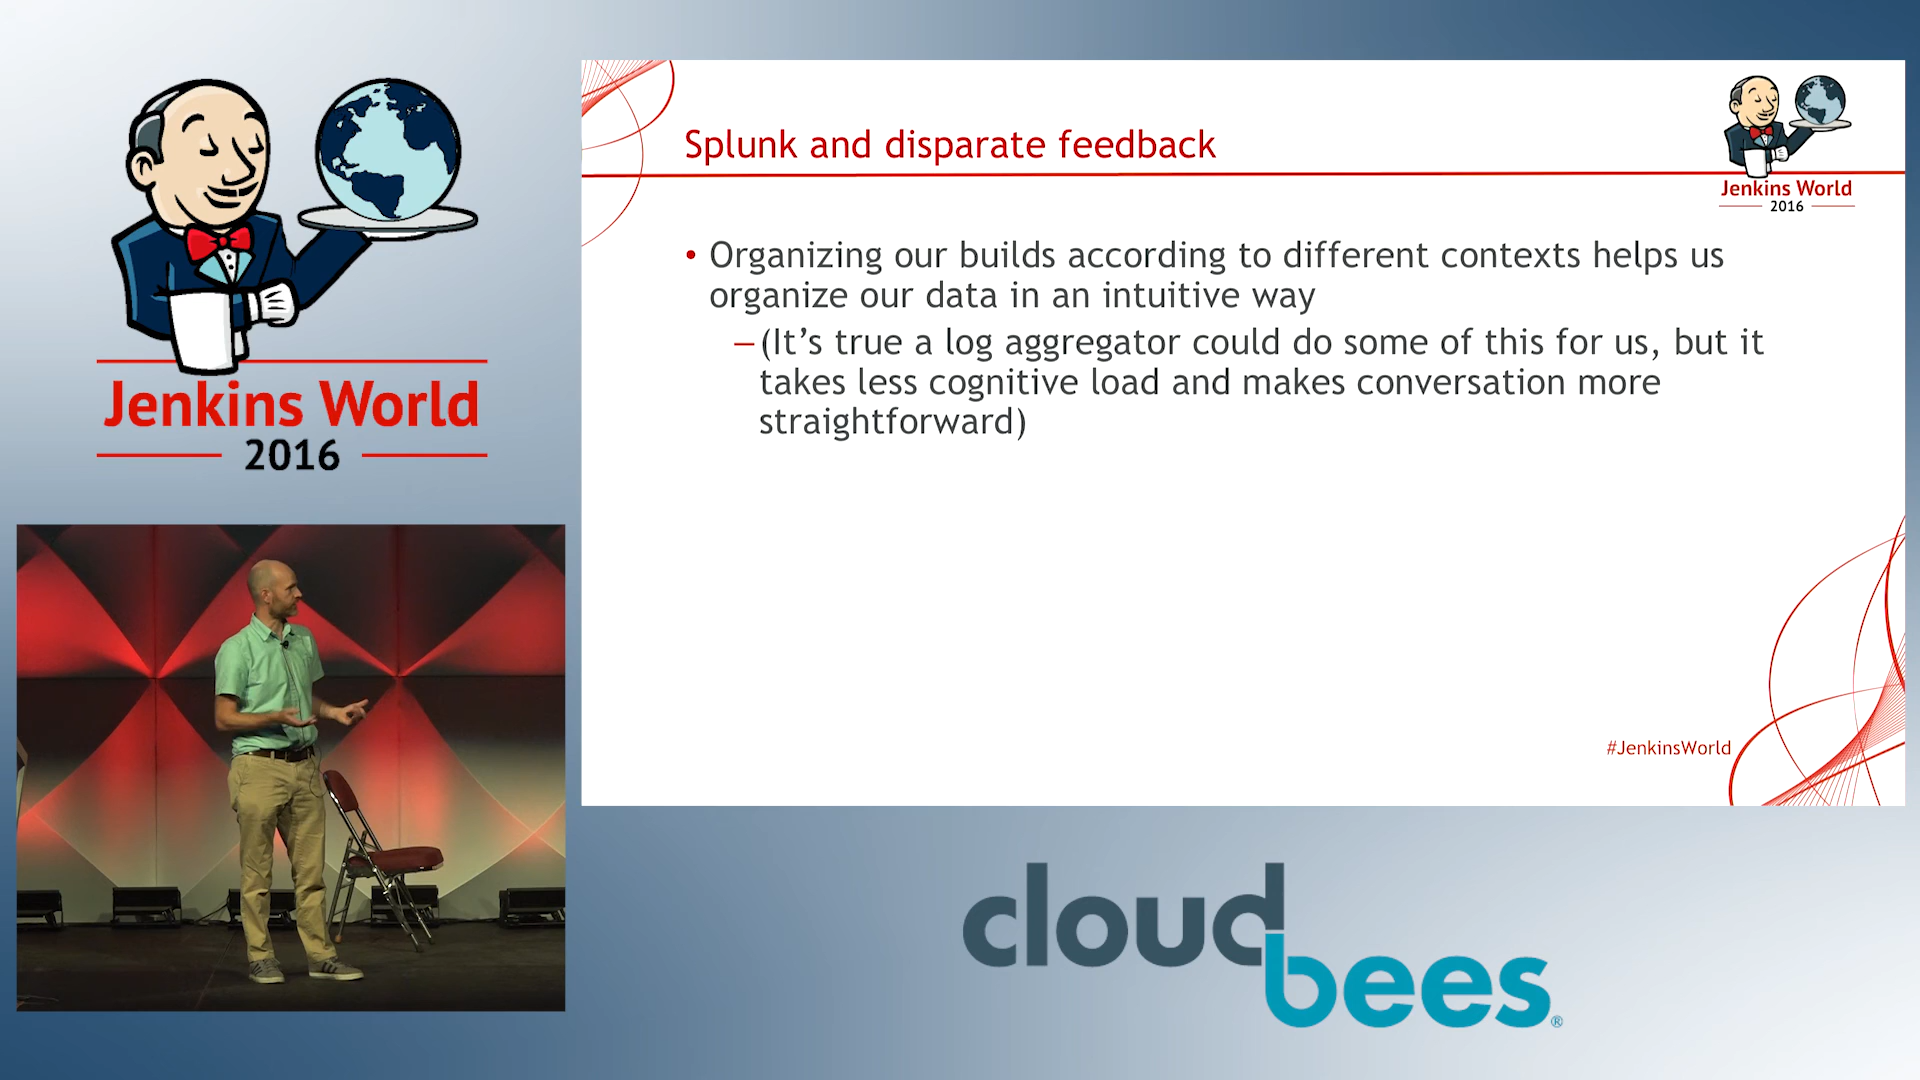 Jenkins World
2016
Splunk and disparate feedback
Jenkins World
2016
• Organizing our builds according to different contexts helps us
organize our data in an intuitive way
–(It’s true a log aggregator could do some of this for us, but it
takes less cognitive load and makes conversation more
straightforward)
#JenkinsWorld
cloud
bees®